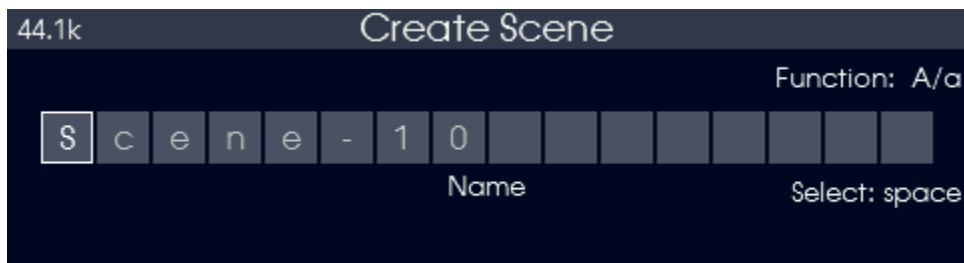 44.1k Create Scene
Function: A/a
Scene-10
Name
Select: space